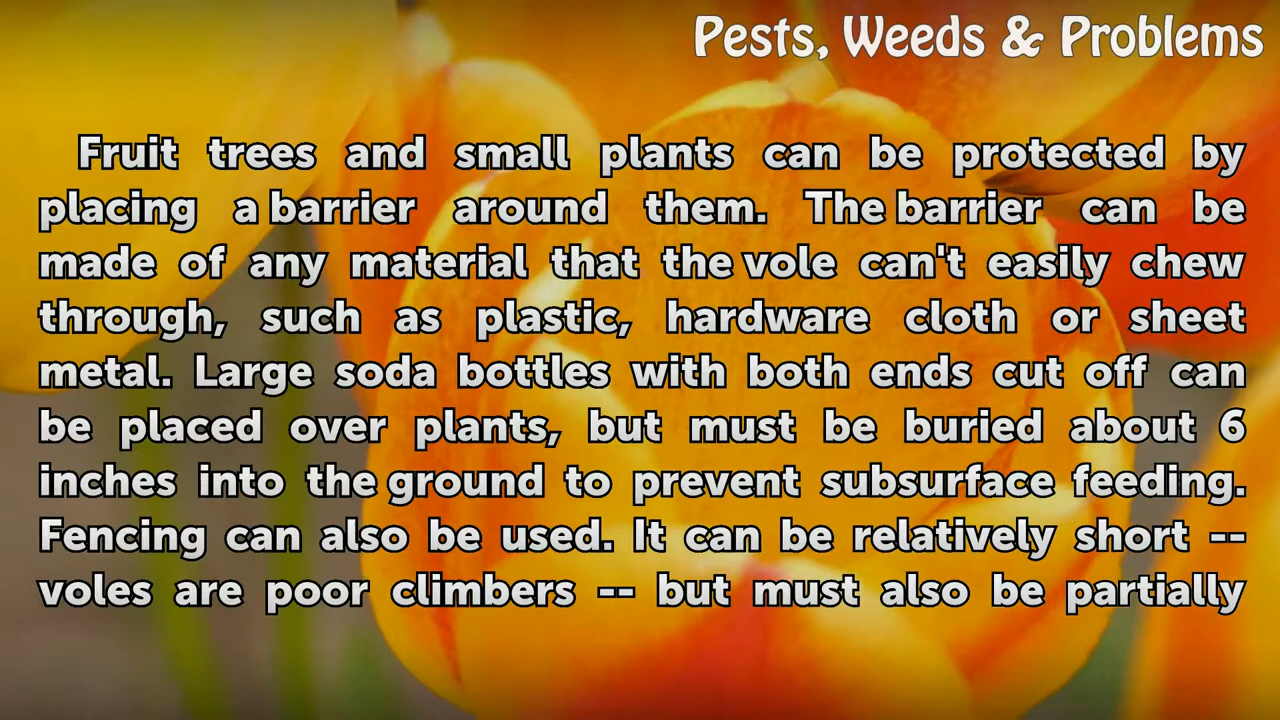 Pests, Weeds & Problems
Fruit trees and small plants can be protected by
placing a barrier around them. The barrier can be
made of any material that the vole can't easily chew
through, such as plastic, hardware cloth or sheet
metal. Large soda bottles with both ends cut off can
be placed over plants, but must be buried about 6
inches into the ground to prevent subsurface feeding.
Fencing can also be used. It can be relatively short --
voles are poor climbers -- but must also be partially